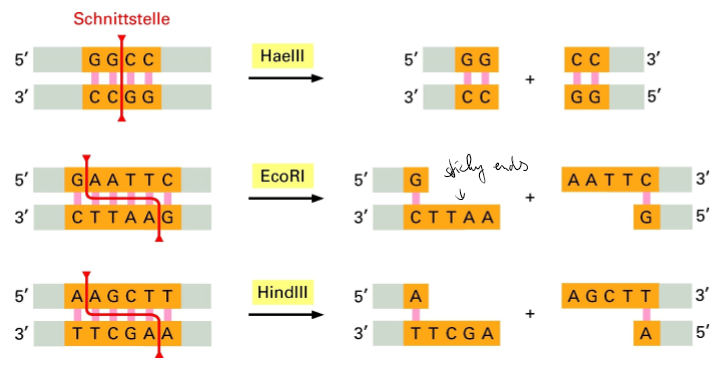 Schnittstelle
5′ G G C C HaeIII 5′ G G C C 3′
+
3′ C C G G 3′ C C G G 5′
sticky ends
5′ G A A T T C EcoRI 5′ G A A T T C 3′
+
3′ C T T A A G 3′ C T T A A G 5′
5′ A A G C T T HindIII 5′ A A G C T T 3′
+
3′ T T C G A A 3′ T T C G A A 5′